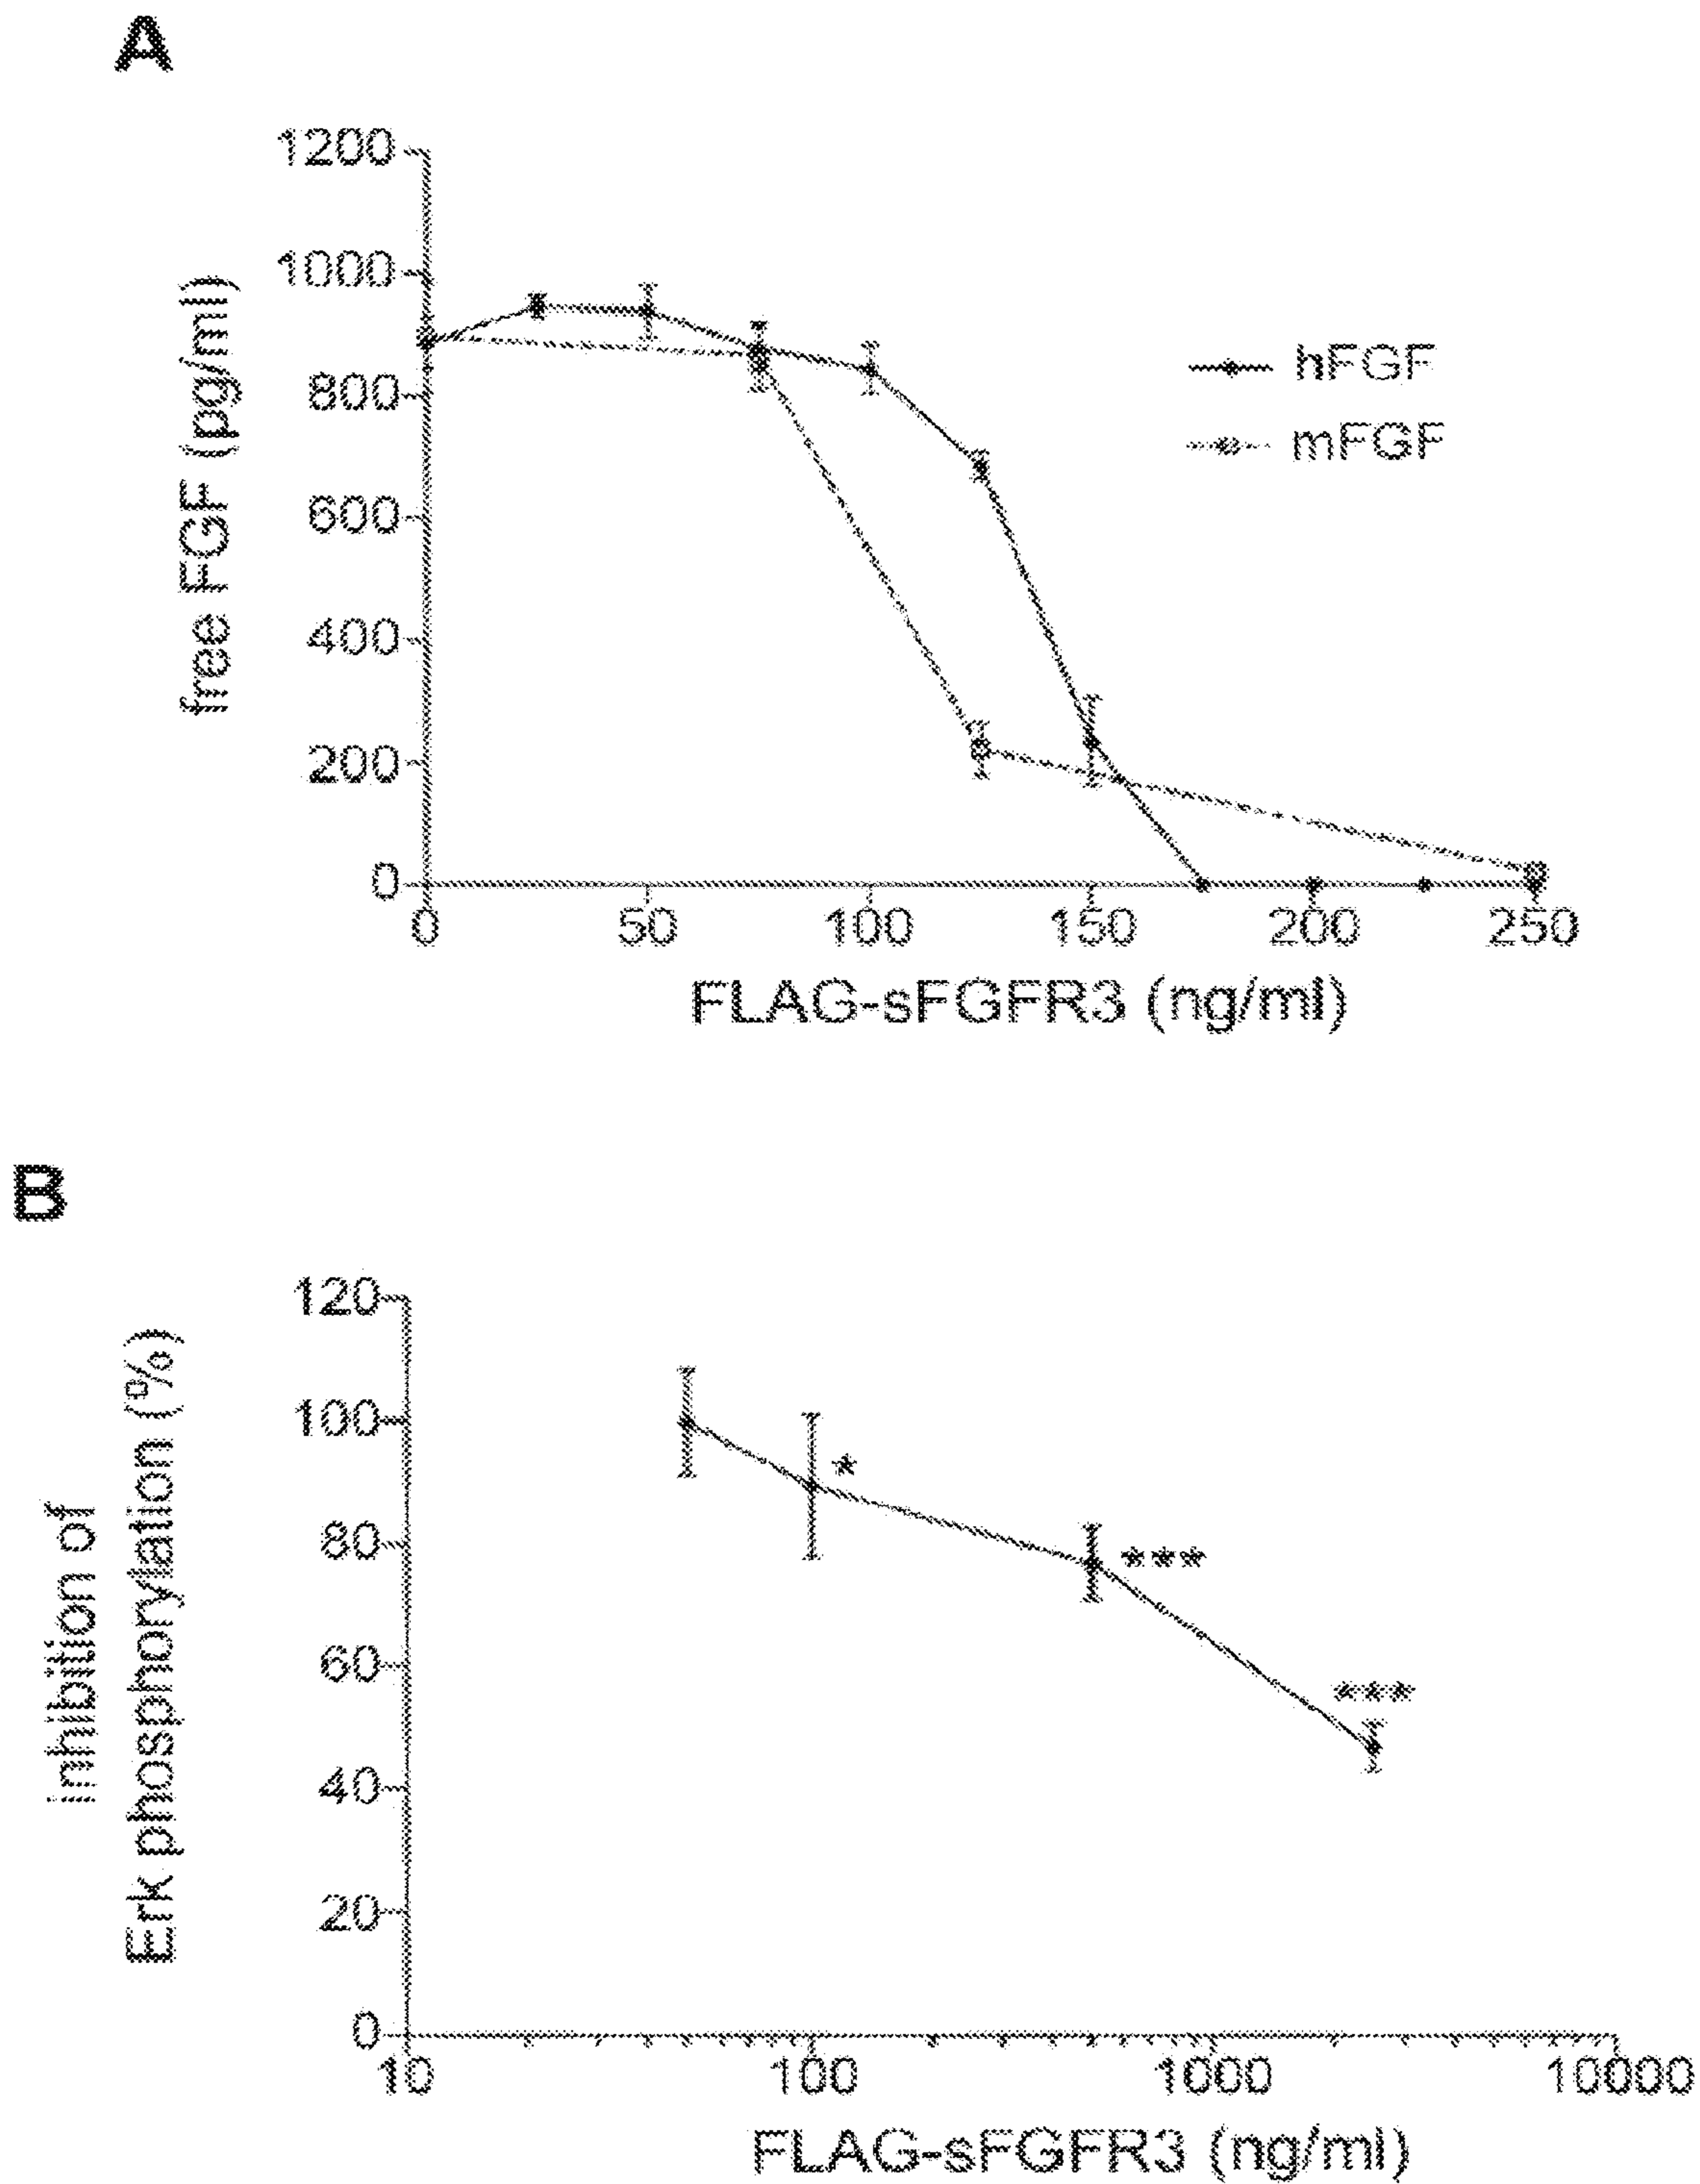 A
1200
1000
800
600
400
200
0
free FGF (pg/ml)
hFGF
mFGF
0 50 100 150 200 250
FLAG-sFGFR3 (ng/ml)
B
120
100
80
60
40
20
0
inhibition of
Erk phosphorylation (%)
*
***
***
10 100 1000 10000
FLAG-sFGFR3 (ng/ml)